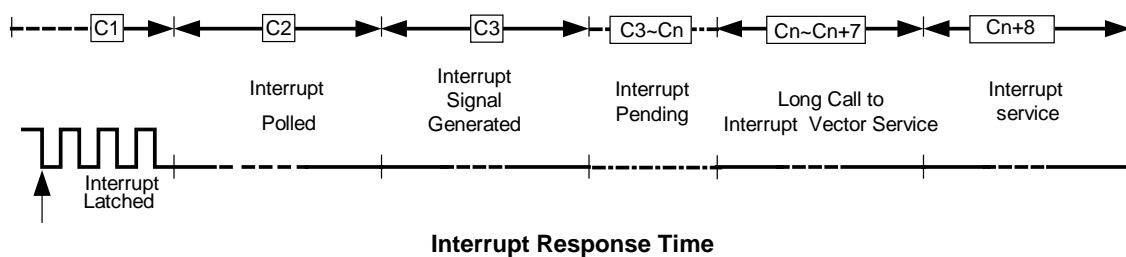 C1 C2 C3 C3~Cn Cn~Cn+7 Cn+8
Interrupt
Polled
Interrupt
Signal
Generated
Interrupt
Pending
Long Call to
Interrupt Vector Service
Interrupt
service
Interrupt
Latched
Interrupt Response Time